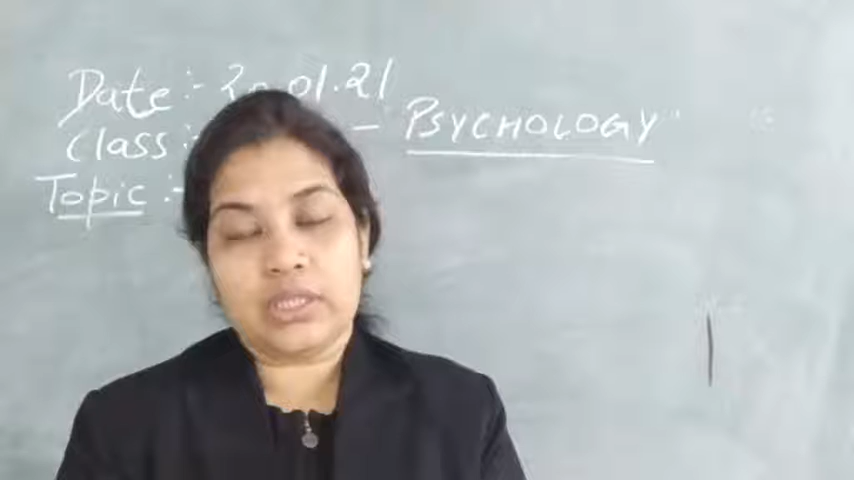 Date :- 20.01.21
Class : - PSYCHOLOGY"
Topic :-